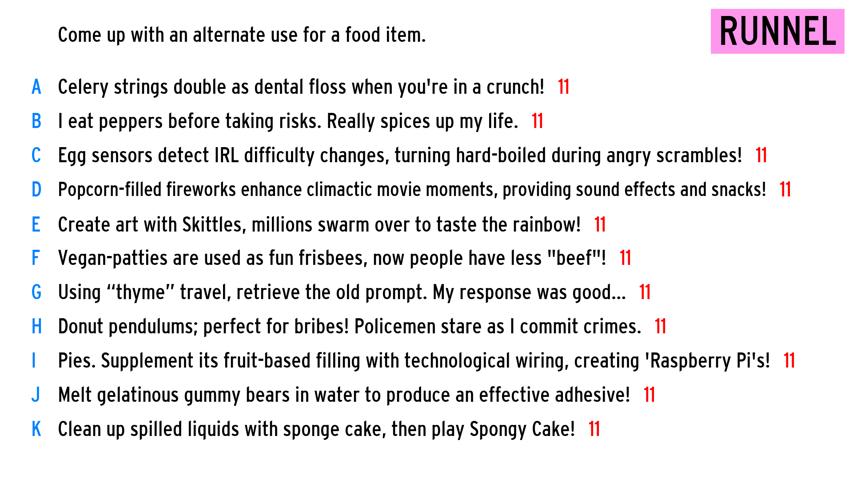 Come up with an alternate use for a food item.
RUNNEL
A Celery strings double as dental floss when you're in a crunch! 11
B I eat peppers before taking risks. Really spices up my life. 11
C Egg sensors detect IRL difficulty changes, turning hard-boiled during angry scrambles! 11
D Popcorn-filled fireworks enhance climactic movie moments, providing sound effects and snacks! 11
E Create art with Skittles, millions swarm over to taste the rainbow! 11
F Vegan-patties are used as fun frisbees, now people have less "beef"! 11
G Using “thyme” travel, retrieve the old prompt. My response was good... 11
H Donut pendulums; perfect for bribes! Policemen stare as I commit crimes. 11
I Pies. Supplement its fruit-based filling with technological wiring, creating 'Raspberry Pi's! 11
J Melt gelatinous gummy bears in water to produce an effective adhesive! 11
K Clean up spilled liquids with sponge cake, then play Spongy Cake! 11